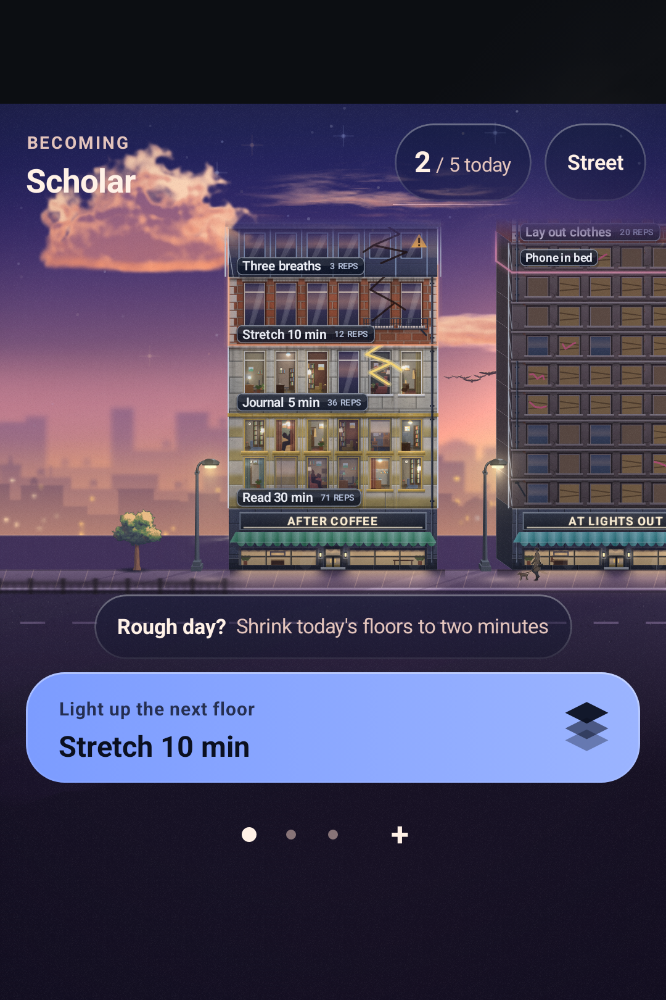 BECOMING
Scholar
2 / 5 today
Street
Three breaths 3 REPS
Stretch 10 min 12 REPS
Journal 5 min 36 REPS
Read 30 min 71 REPS
AFTER COFFEE
Lay out clothes 20 REPS
Phone in bed
AT LIGHTS OUT
Rough day? Shrink today's floors to two minutes
Light up the next floor
Stretch 10 min
+